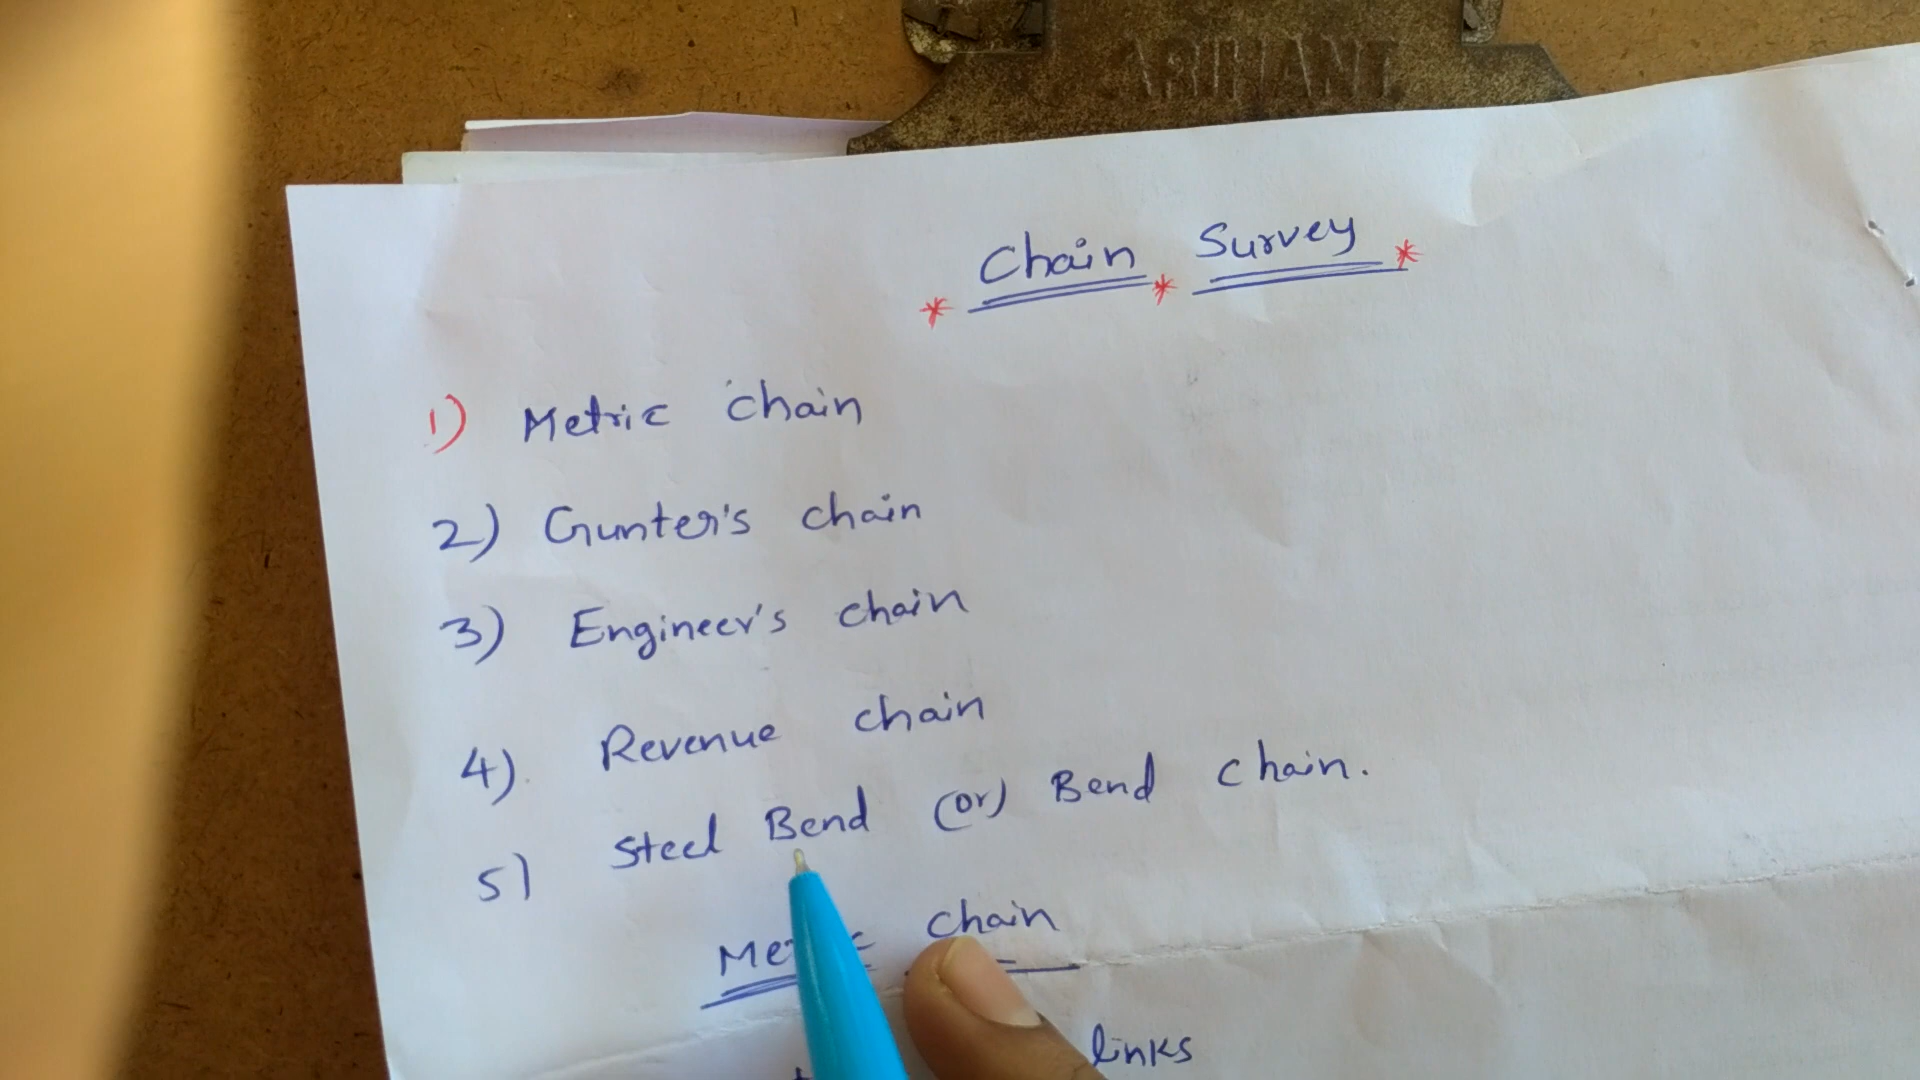 ARIHANT
Chain Survey
1) Metric chain
2) Gunter's chain
3) Engineer's chain
4) Revenue chain
5) Steel Bend (or) Bend chain.
chain
links